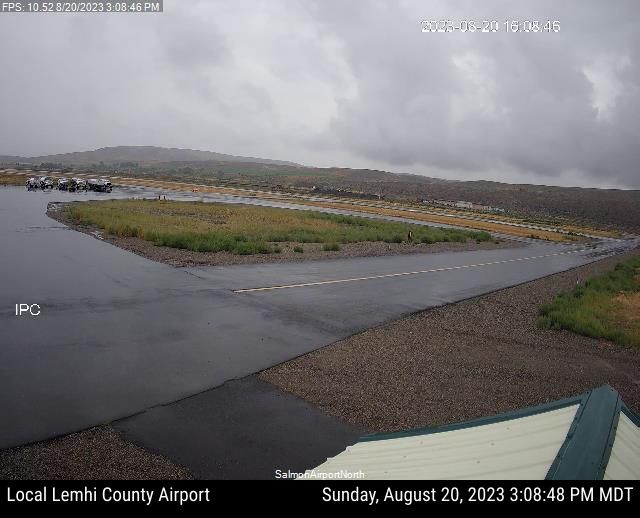 FPS: 10.52 8/20/2023 3:08:46 PM
2023-08-20 15:08:46
IPC
SalmonAirportNorth
Local Lemhi County Airport
Sunday, August 20, 2023 3:08:48 PM MDT